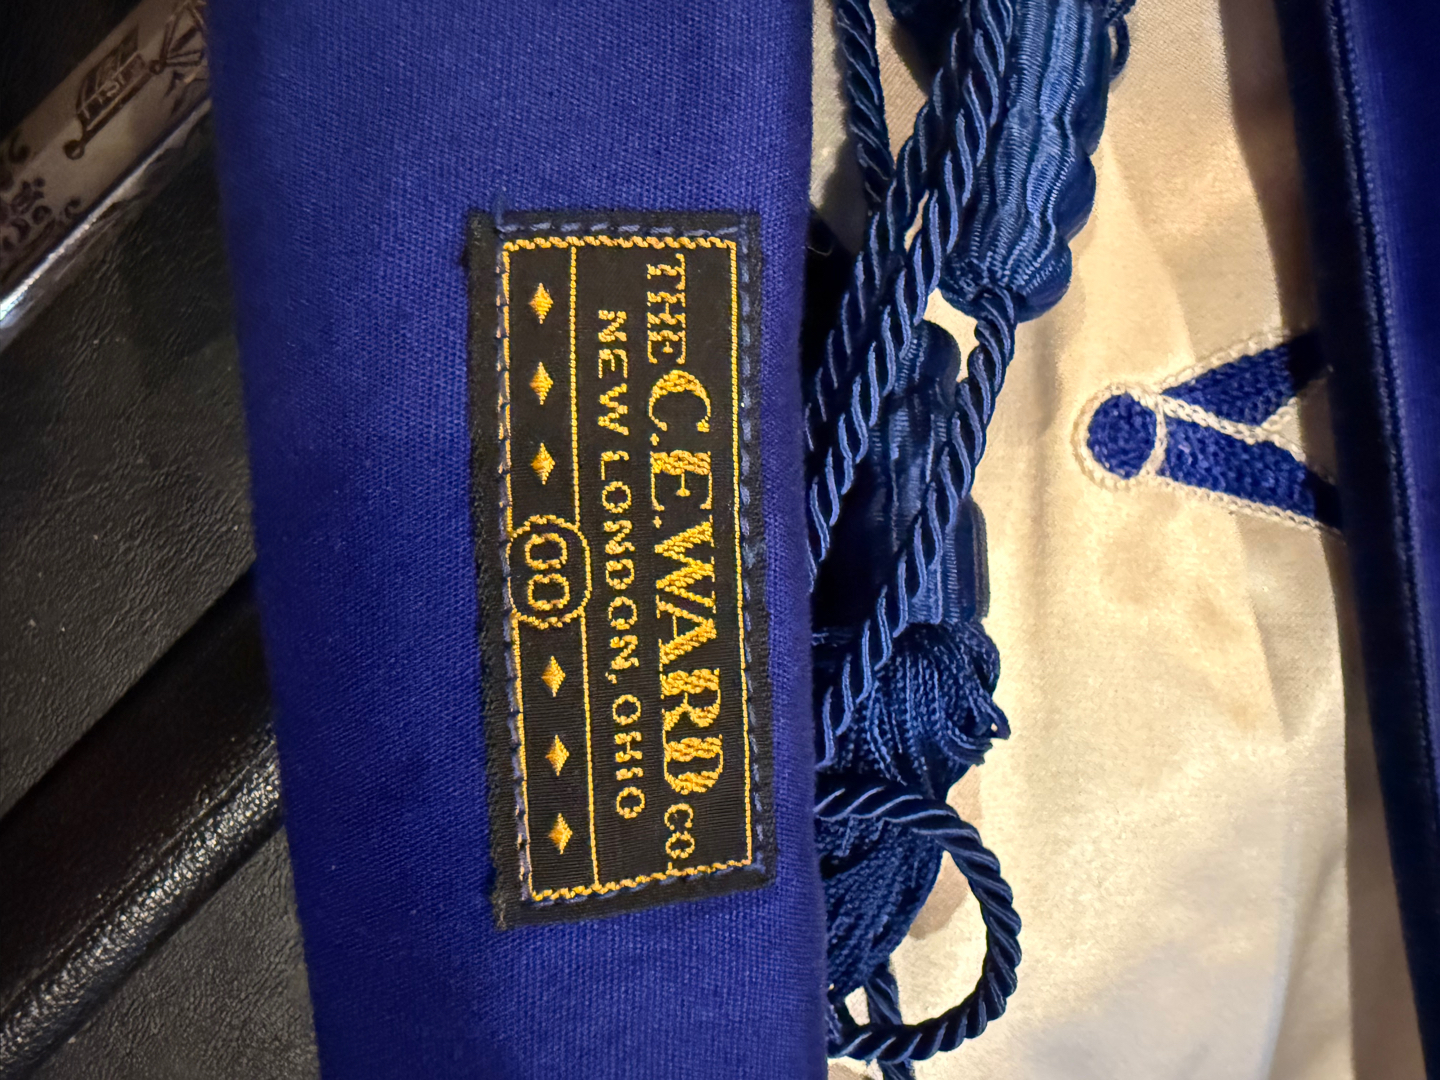 THE C.E.WARD CO.
NEW LONDON, OHIO
00